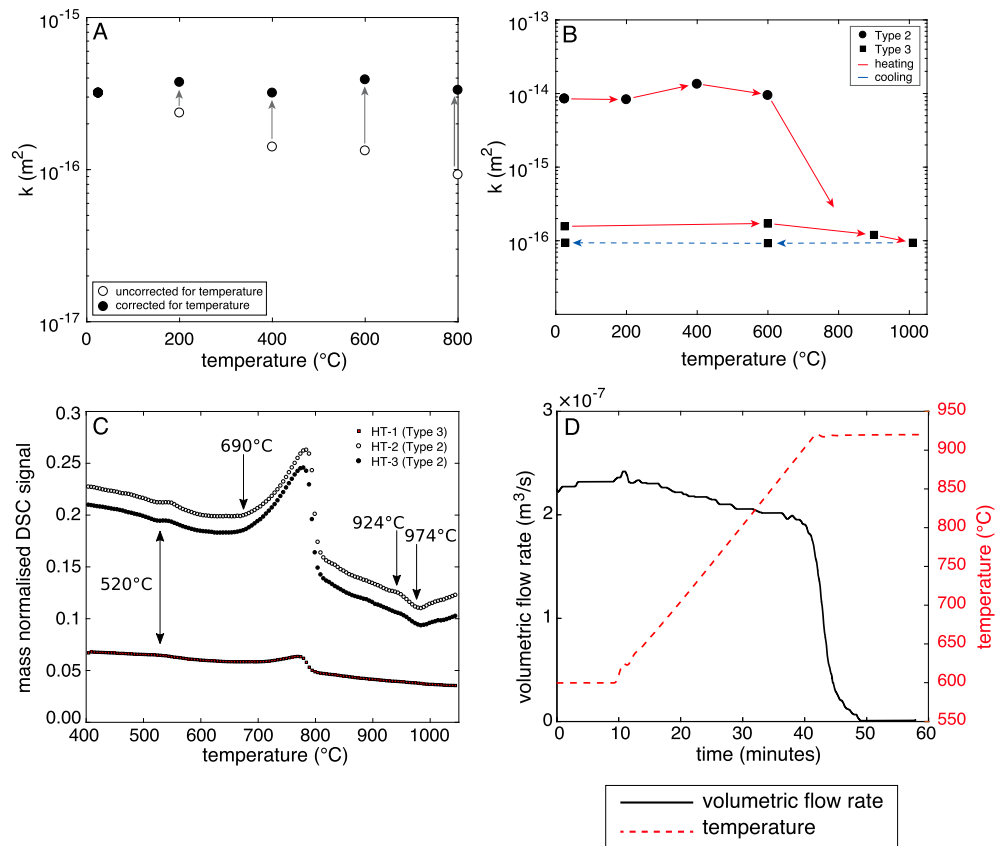 A
10^-15
10^-16
10^-17
k (m^2)
0
200
400
600
800
temperature (°C)
uncorrected for temperature
corrected for temperature
B
10^-13
10^-14
10^-15
10^-16
k (m^2)
0
200
400
600
800
1000
temperature (°C)
Type 2
Type 3
heating
cooling
C
0.3
0.25
0.2
0.15
0.1
0.05
0.00
mass normalised DSC signal
400
500
600
700
800
900
1000
temperature (°C)
HT-1 (Type 3)
HT-2 (Type 2)
HT-3 (Type 2)
690°C
924°C
974°C
520°C
D
×10^-7
3
2
1
0
volumetric flow rate (m^3/s)
0
10
20
30
40
50
60
time (minutes)
950
900
850
800
750
700
650
600
550
temperature (°C)
volumetric flow rate
temperature